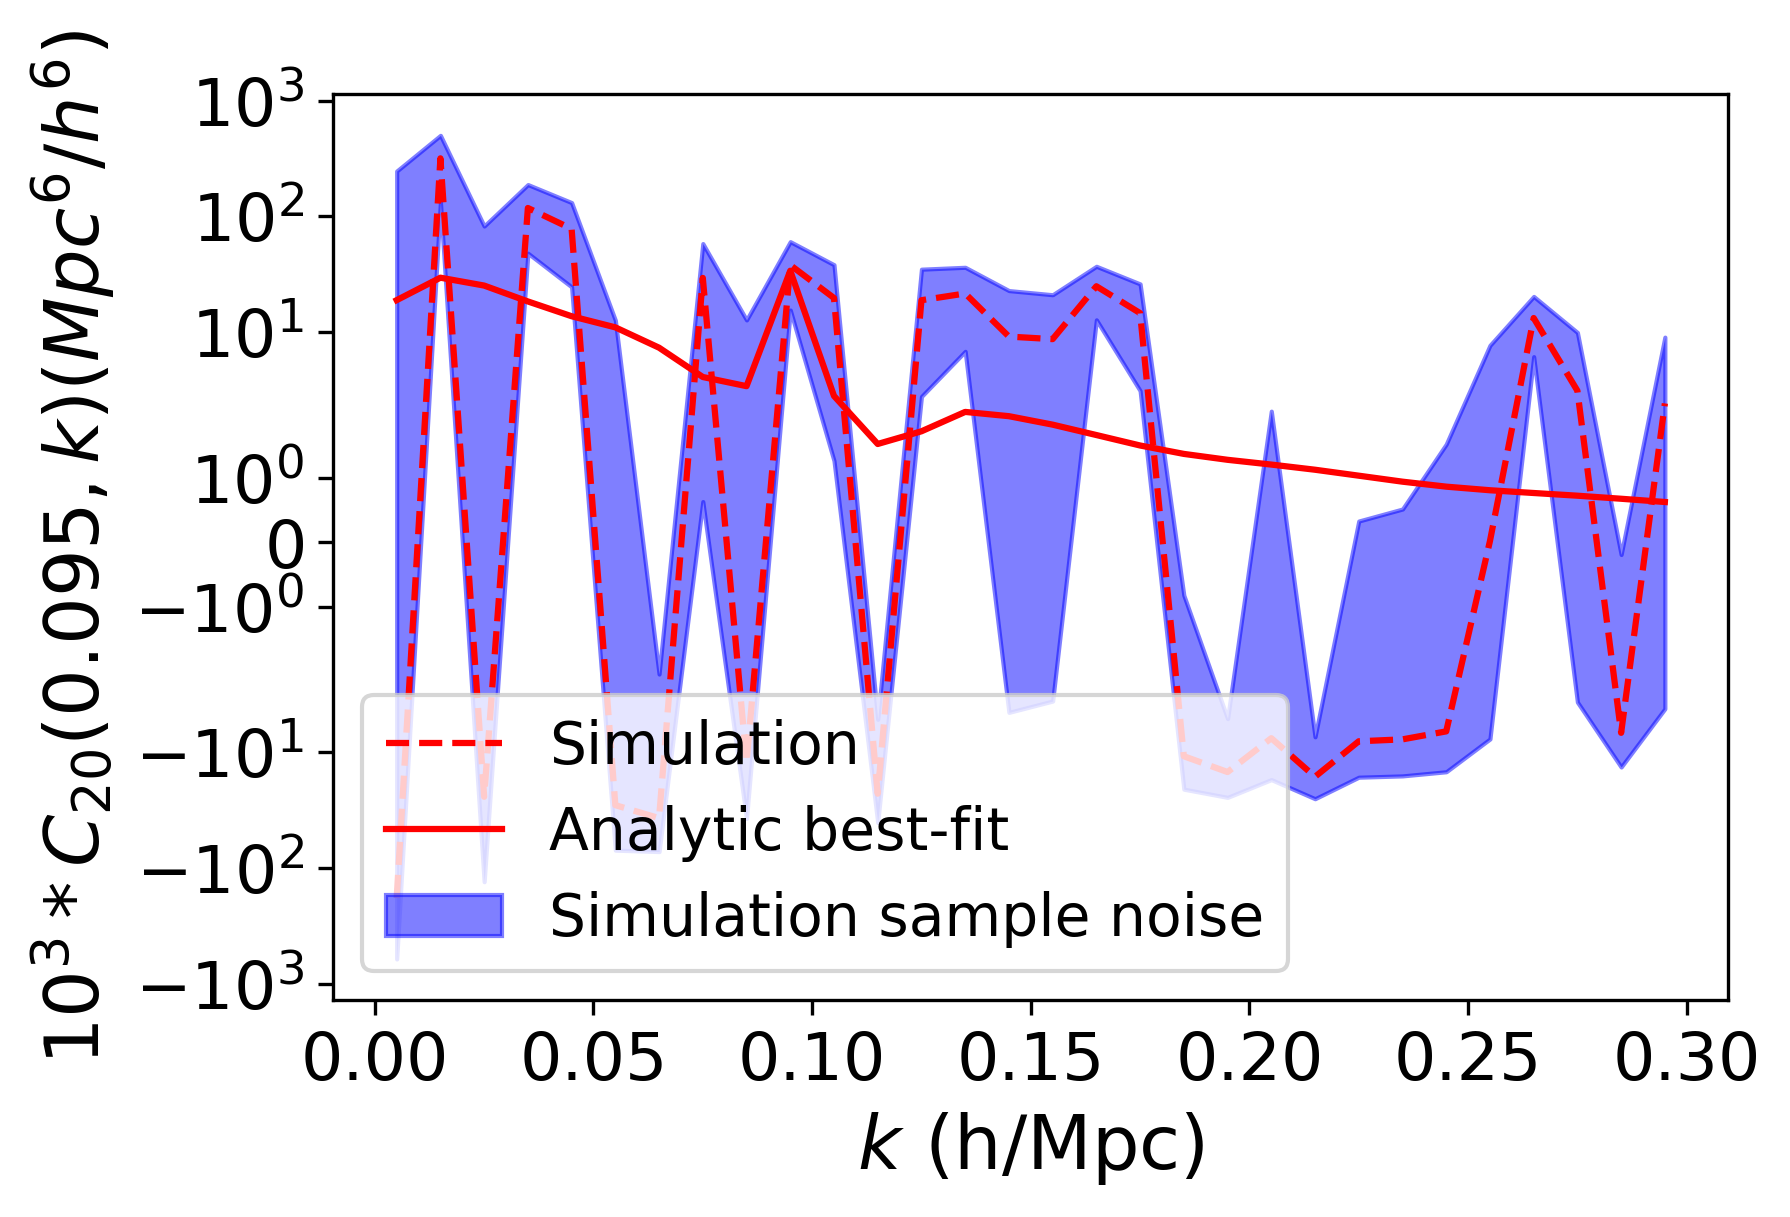 10³ * C₂₀(0.095, k)(Mpc⁶/h⁶)
10³
10²
10¹
10⁰
0
−10⁰
−10¹
−10²
−10³
Simulation
Analytic best-fit
Simulation sample noise
0.00 0.05 0.10 0.15 0.20 0.25 0.30
k (h/Mpc)